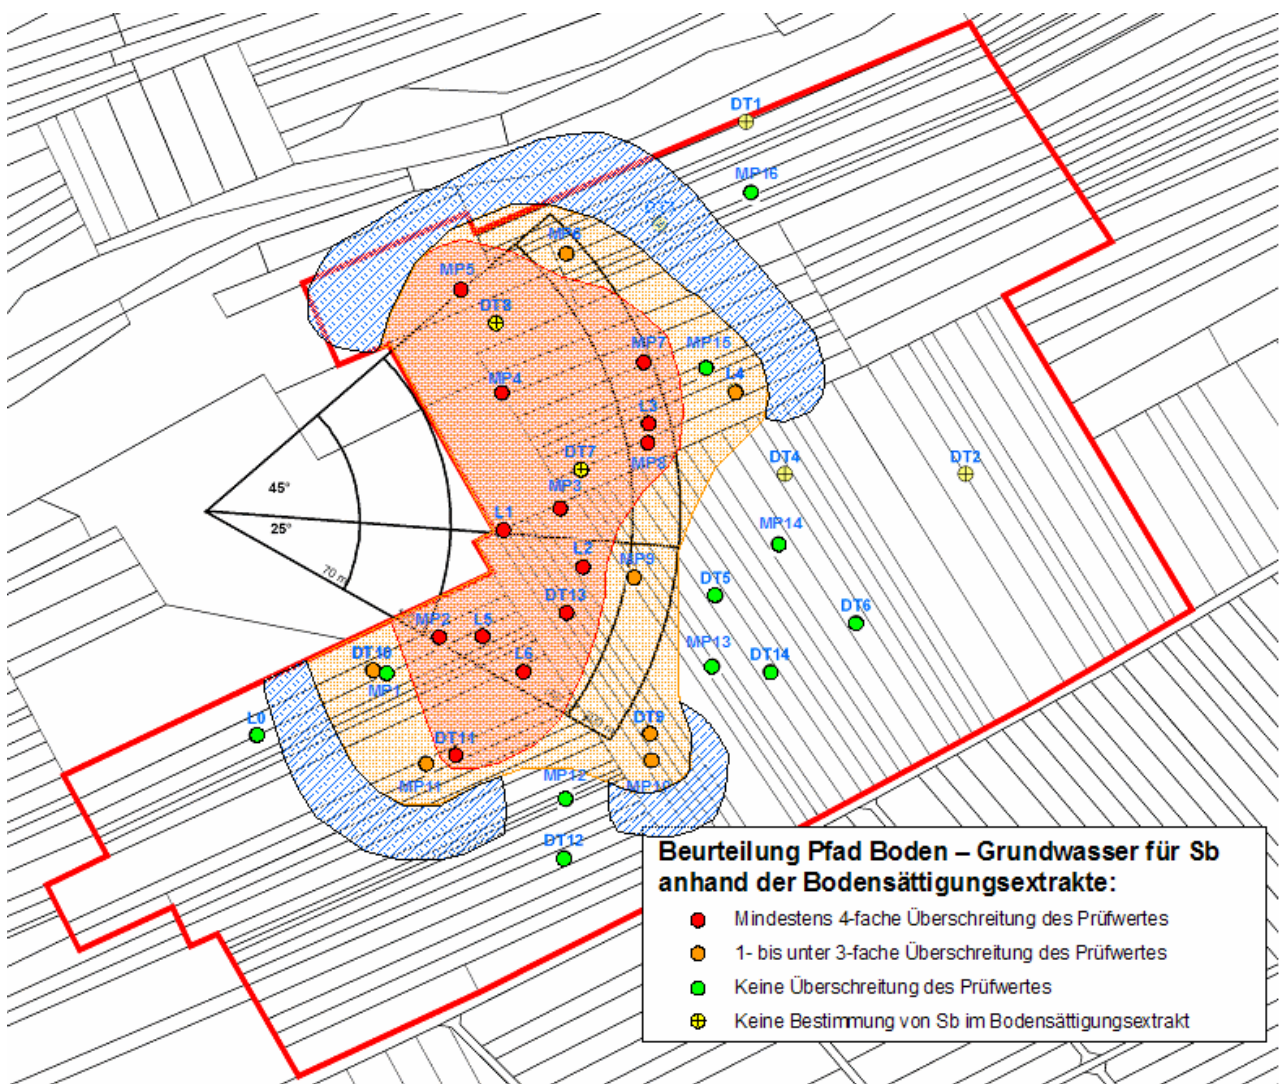 DT1
MP16
MP6
MP5
DT8
MP7
MP15
L4
MP4
L3
MP8
DT7
DT4
DT2
MP3
45°
25°
L1
MP14
L2
MP9
70 m
DT5
DT13
DT6
MP2
L5
MP13
DT14
DT10
L6
MP1
L0
DT9
DT11
MP11
MP12
MP10
DT12
Beurteilung Pfad Boden – Grundwasser für Sb
anhand der Bodensättigungsextrakte:
Mindestens 4-fache Überschreitung des Prüfwertes
1- bis unter 3-fache Überschreitung des Prüfwertes
Keine Überschreitung des Prüfwertes
Keine Bestimmung von Sb im Bodensättigungsextrakt